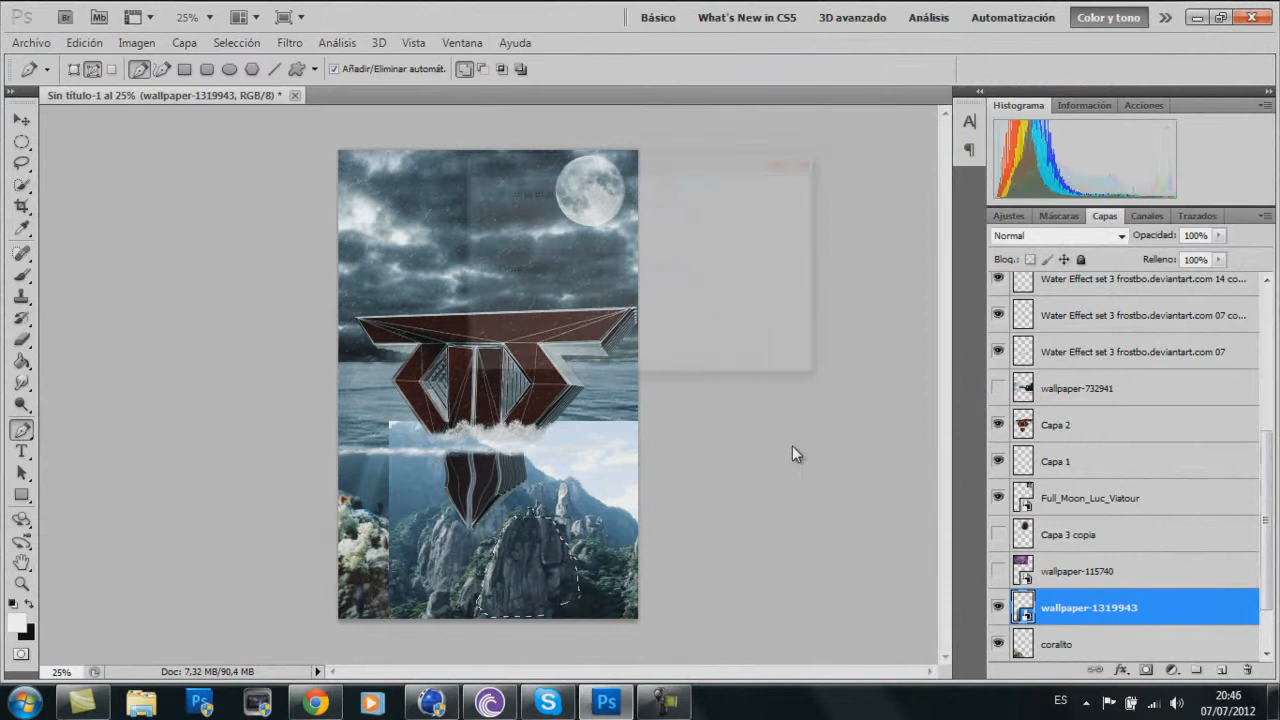 Ps
Br
Mb
25%
Básico
What's New in CS5
3D avanzado
Análisis
Automatización
Color y tono
Archivo
Edición
Imagen
Capa
Selección
Filtro
Análisis
3D
Vista
Ventana
Ayuda
Añadir/Eliminar automát.
Sin título-1 al 25% (wallpaper-1319943, RGB/8) *
Histograma
Información
Acciones
Ajustes
Máscaras
Capas
Canales
Trazados
Normal
Opacidad: 100%
Bloq.:
Relleno: 100%
Water Effect set 3 frostbo.deviantart.com 14 co...
Water Effect set 3 frostbo.deviantart.com 07 co...
Water Effect set 3 frostbo.deviantart.com 07
wallpaper-732941
Capa 2
Capa 1
Full_Moon_Luc_Viatour
Capa 3 copia
wallpaper-115740
wallpaper-1319943
coralito
25%
Doc: 7,32 MB/90,4 MB
ES
20:46
07/07/2012